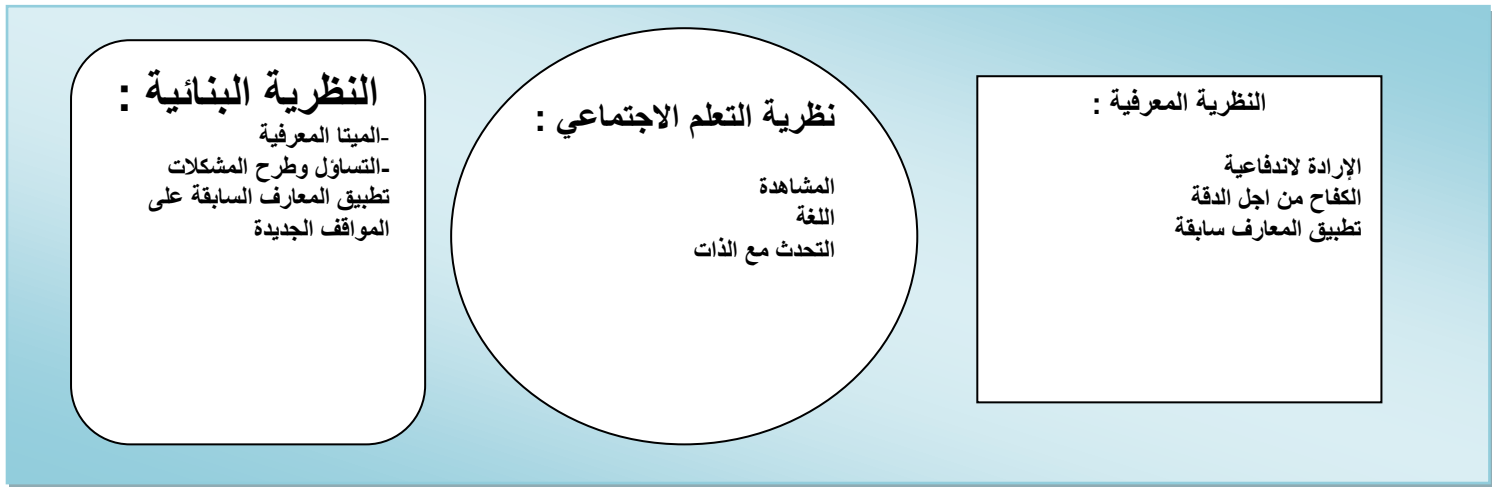 النظرية المعرفية :
الإرادة لاندفاعية
الكفاح من اجل الدقة
تطبيق المعارف سابقة
نظرية التعلم الاجتماعي :
المشاهدة
اللغة
التحدث مع الذات
النظرية البنائية :
-الميتا المعرفية
-التساؤل وطرح المشكلات
تطبيق المعارف السابقة على
المواقف الجديدة